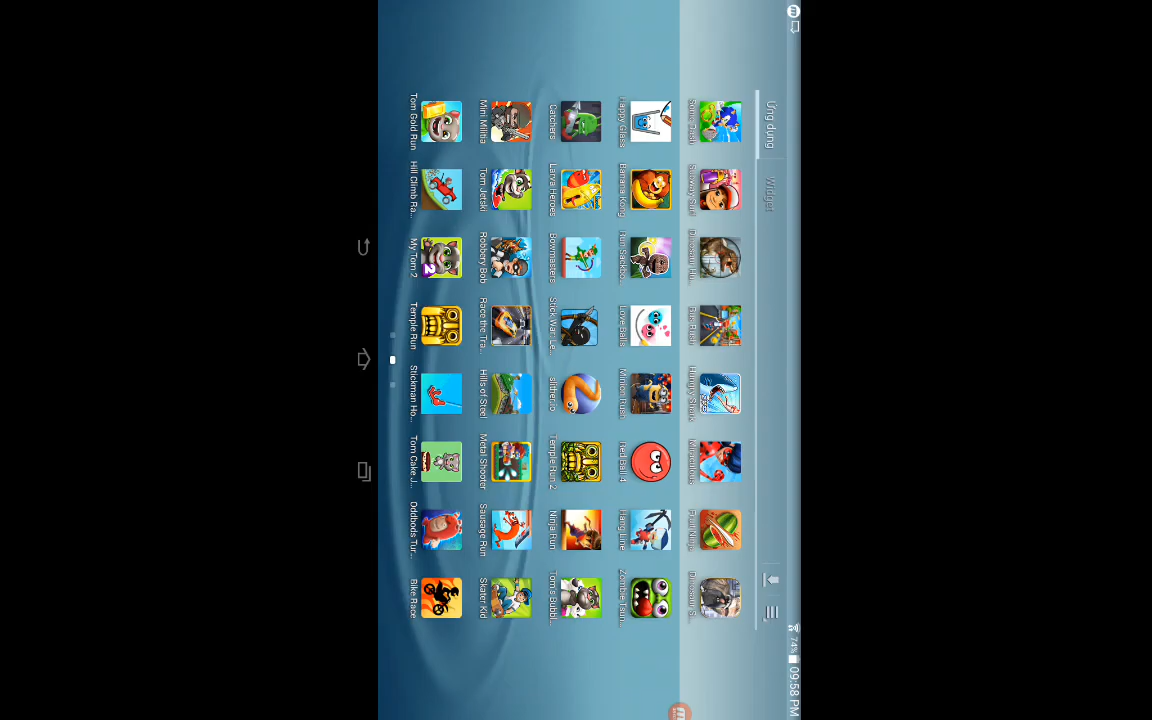 74% 09:58 PM
Ứng dụng Widget
Sonic Dash Subway Surf Dinosaur Hu... Bus Rush Hungry Shark Miraculous Fruit Ninja Dinosaur S...
Happy Glass Banana Kong Run Sackbo... Love Balls Minion Rush Red Ball 4 Hang Line Zombie Tsun...
Catchers Larva Heroes Bowmasters Stick War: Le... slither.io Temple Run 2 Ninja Run Tom's Bubbl...
Mini Militia Tom Jetski Robbery Bob Race the Tra... Hills of Steel Metal Shooter Sausage Run Skater Kid
Tom Gold Run Hill Climb Ra... My Tom 2 Temple Run Stickman Ho... Tom Cake J... Oddbods Tur... Bike Race